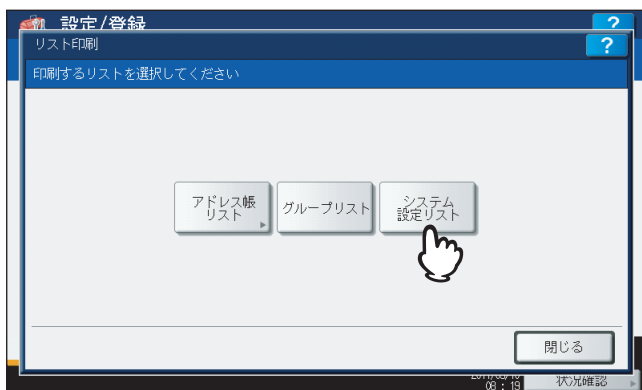 設定/登録
?
リスト印刷
?
印刷するリストを選択してください
アドレス帳
リスト
グループリスト
システム
設定リスト
閉じる
08 : 19
状況確認